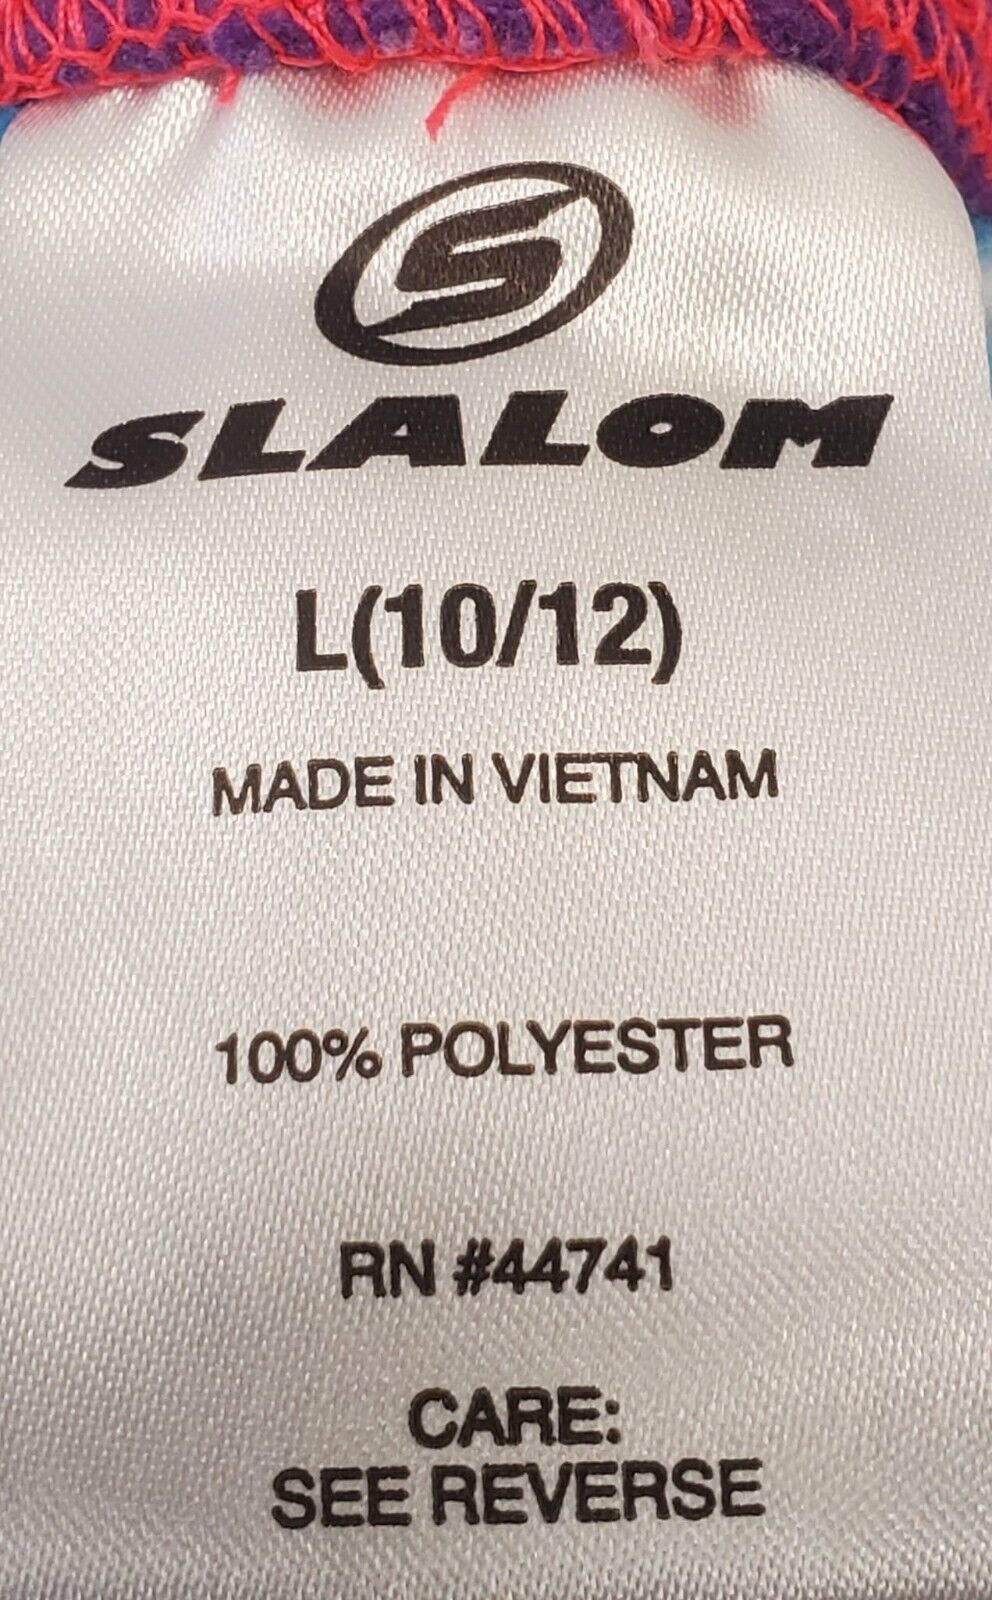 S
SLALOM
L(10/12)
MADE IN VIETNAM
100% POLYESTER
RN #44741
CARE:
SEE REVERSE